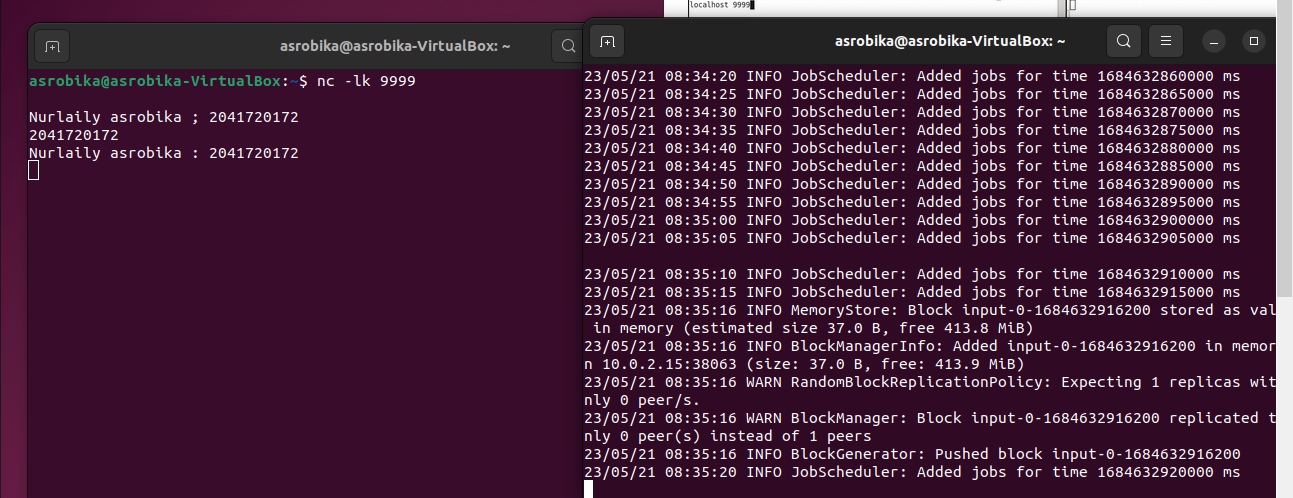 localhost 9999
asrobika@asrobika-VirtualBox: ~
asrobika@asrobika-VirtualBox:~$ nc -lk 9999
Nurlaily asrobika ; 2041720172
2041720172
Nurlaily asrobika : 2041720172
asrobika@asrobika-VirtualBox: ~
23/05/21 08:34:20 INFO JobScheduler: Added jobs for time 1684632860000 ms
23/05/21 08:34:25 INFO JobScheduler: Added jobs for time 1684632865000 ms
23/05/21 08:34:30 INFO JobScheduler: Added jobs for time 1684632870000 ms
23/05/21 08:34:35 INFO JobScheduler: Added jobs for time 1684632875000 ms
23/05/21 08:34:40 INFO JobScheduler: Added jobs for time 1684632880000 ms
23/05/21 08:34:45 INFO JobScheduler: Added jobs for time 1684632885000 ms
23/05/21 08:34:50 INFO JobScheduler: Added jobs for time 1684632890000 ms
23/05/21 08:34:55 INFO JobScheduler: Added jobs for time 1684632895000 ms
23/05/21 08:35:00 INFO JobScheduler: Added jobs for time 1684632900000 ms
23/05/21 08:35:05 INFO JobScheduler: Added jobs for time 1684632905000 ms
23/05/21 08:35:10 INFO JobScheduler: Added jobs for time 1684632910000 ms
23/05/21 08:35:15 INFO JobScheduler: Added jobs for time 1684632915000 ms
23/05/21 08:35:16 INFO MemoryStore: Block input-0-1684632916200 stored as val
in memory (estimated size 37.0 B, free 413.8 MiB)
23/05/21 08:35:16 INFO BlockManagerInfo: Added input-0-1684632916200 in memor
n 10.0.2.15:38063 (size: 37.0 B, free: 413.9 MiB)
23/05/21 08:35:16 WARN RandomBlockReplicationPolicy: Expecting 1 replicas wit
nly 0 peer/s.
23/05/21 08:35:16 WARN BlockManager: Block input-0-1684632916200 replicated t
nly 0 peer(s) instead of 1 peers
23/05/21 08:35:16 INFO BlockGenerator: Pushed block input-0-1684632916200
23/05/21 08:35:20 INFO JobScheduler: Added jobs for time 1684632920000 ms